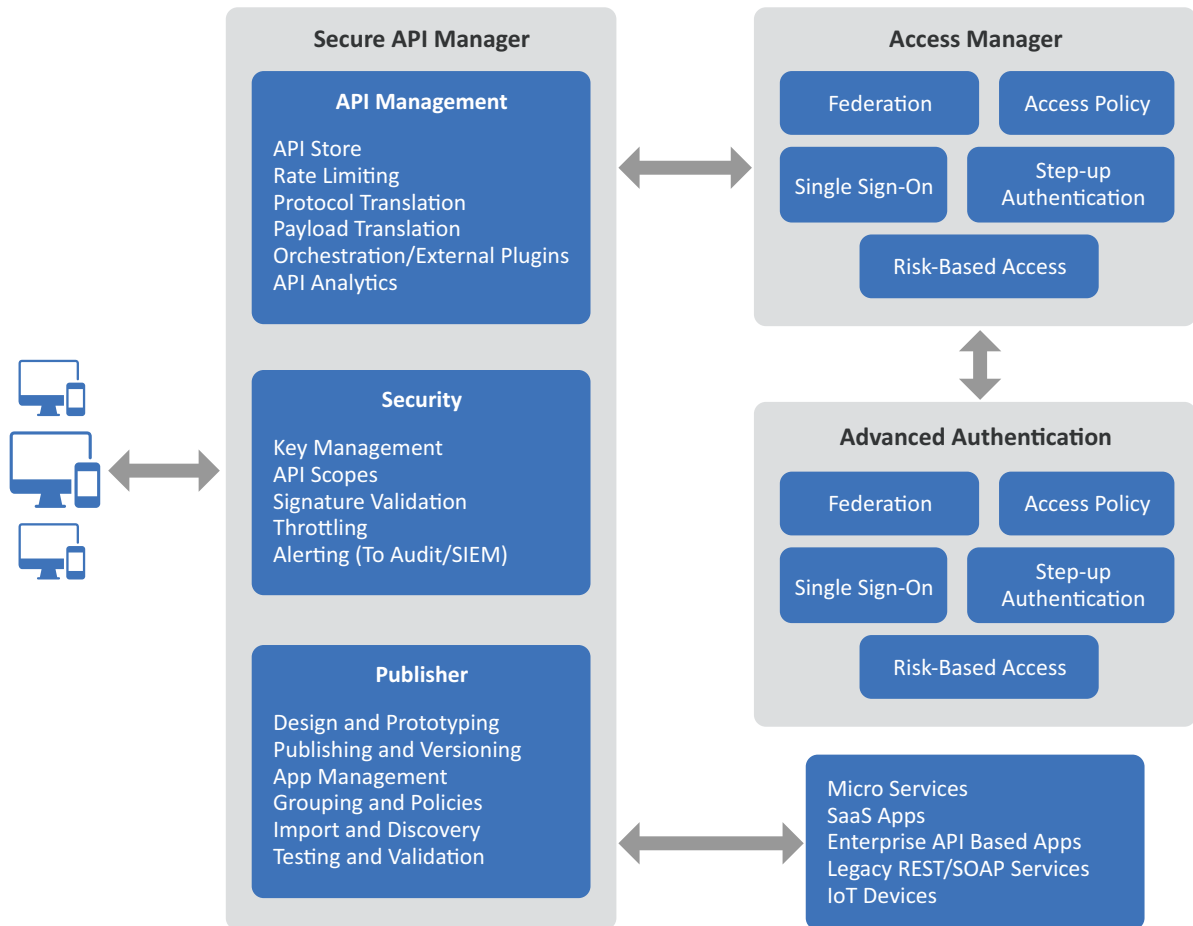 Secure API Manager
API Management
API Store
Rate Limiting
Protocol Translation
Payload Translation
Orchestration/External Plugins
API Analytics
Security
Key Management
API Scopes
Signature Validation
Throttling
Alerting (To Audit/SIEM)
Publisher
Design and Prototyping
Publishing and Versioning
App Management
Grouping and Policies
Import and Discovery
Testing and Validation
Access Manager
Federation
Access Policy
Single Sign-On
Step-up
Authentication
Risk-Based Access
Advanced Authentication
Federation
Access Policy
Single Sign-On
Step-up
Authentication
Risk-Based Access
Micro Services
SaaS Apps
Enterprise API Based Apps
Legacy REST/SOAP Services
IoT Devices